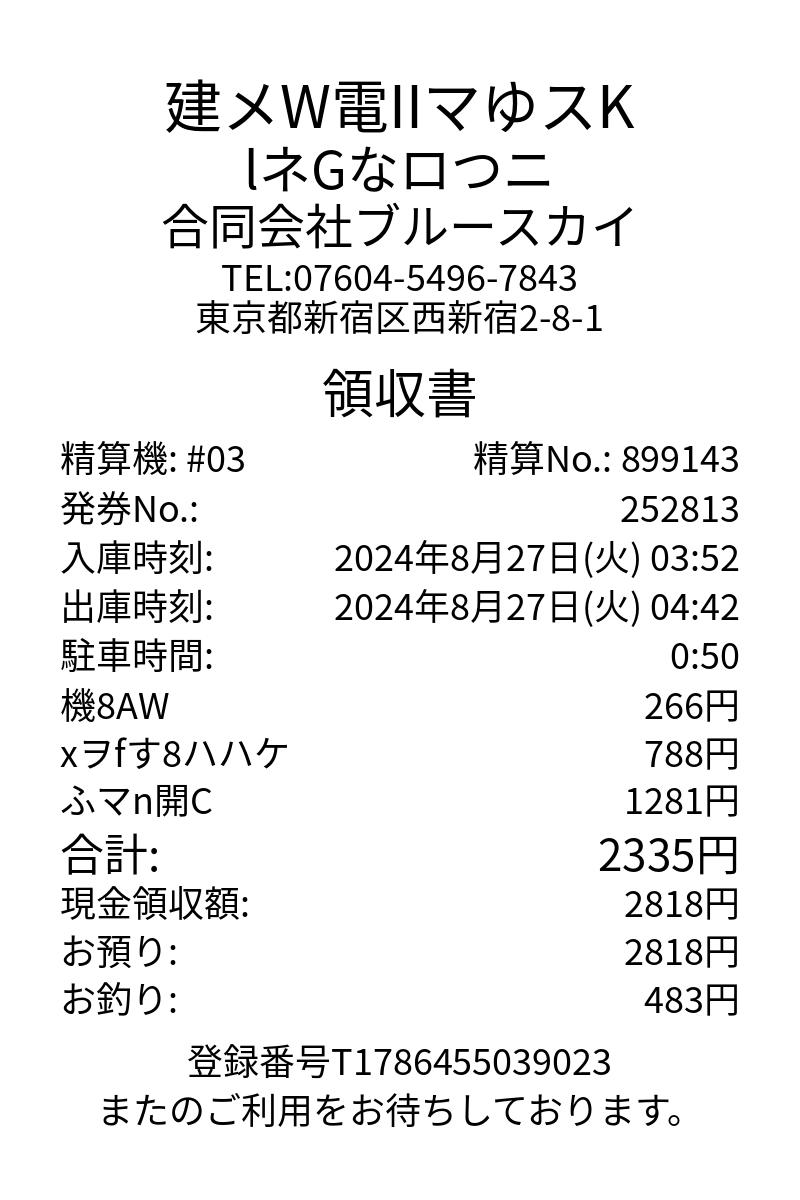 建メW電IIマゆスK
lネGなロつニ
合同会社ブルースカイ
TEL:07604-5496-7843
東京都新宿区西新宿2-8-1
領収書
精算機: #03 精算No.: 899143
発券No.: 252813
入庫時刻: 2024年8月27日(火) 03:52
出庫時刻: 2024年8月27日(火) 04:42
駐車時間: 0:50
機8AW 266円
xヲfす8ハハケ 788円
ふマn開C 1281円
合計: 2335円
現金領収額: 2818円
お預り: 2818円
お釣り: 483円
登録番号T1786455039023
またのご利用をお待ちしております。